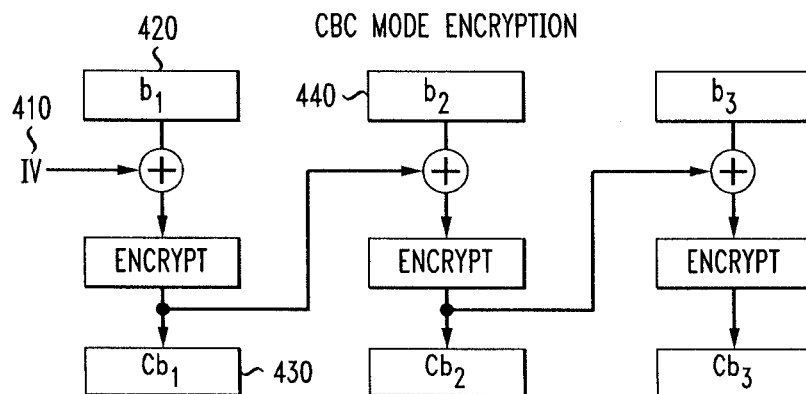 420
CBC MODE ENCRYPTION
b1
440
b2
b3
410
IV
+
+
+
ENCRYPT
ENCRYPT
ENCRYPT
Cb1
430
Cb2
Cb3